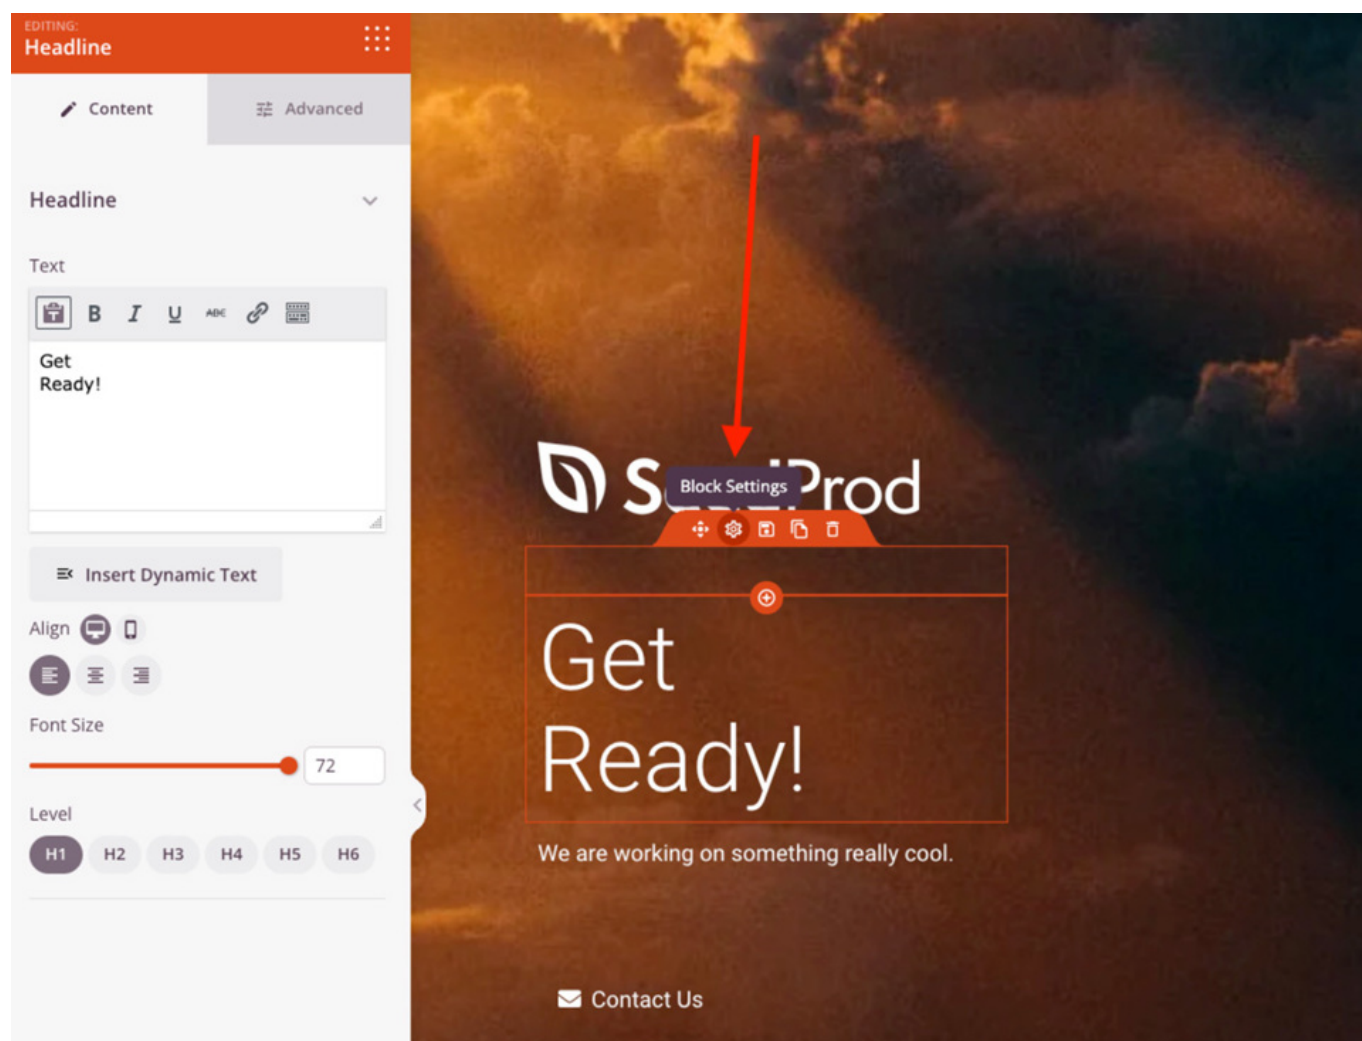 EDITING:
Headline
Content
Advanced
Headline
Text
B I U ABC
Get
Ready!
Insert Dynamic Text
Align
Font Size
72
Level
H1 H2 H3 H4 H5 H6
Block Settings
Prod
Get
Ready!
We are working on something really cool.
Contact Us